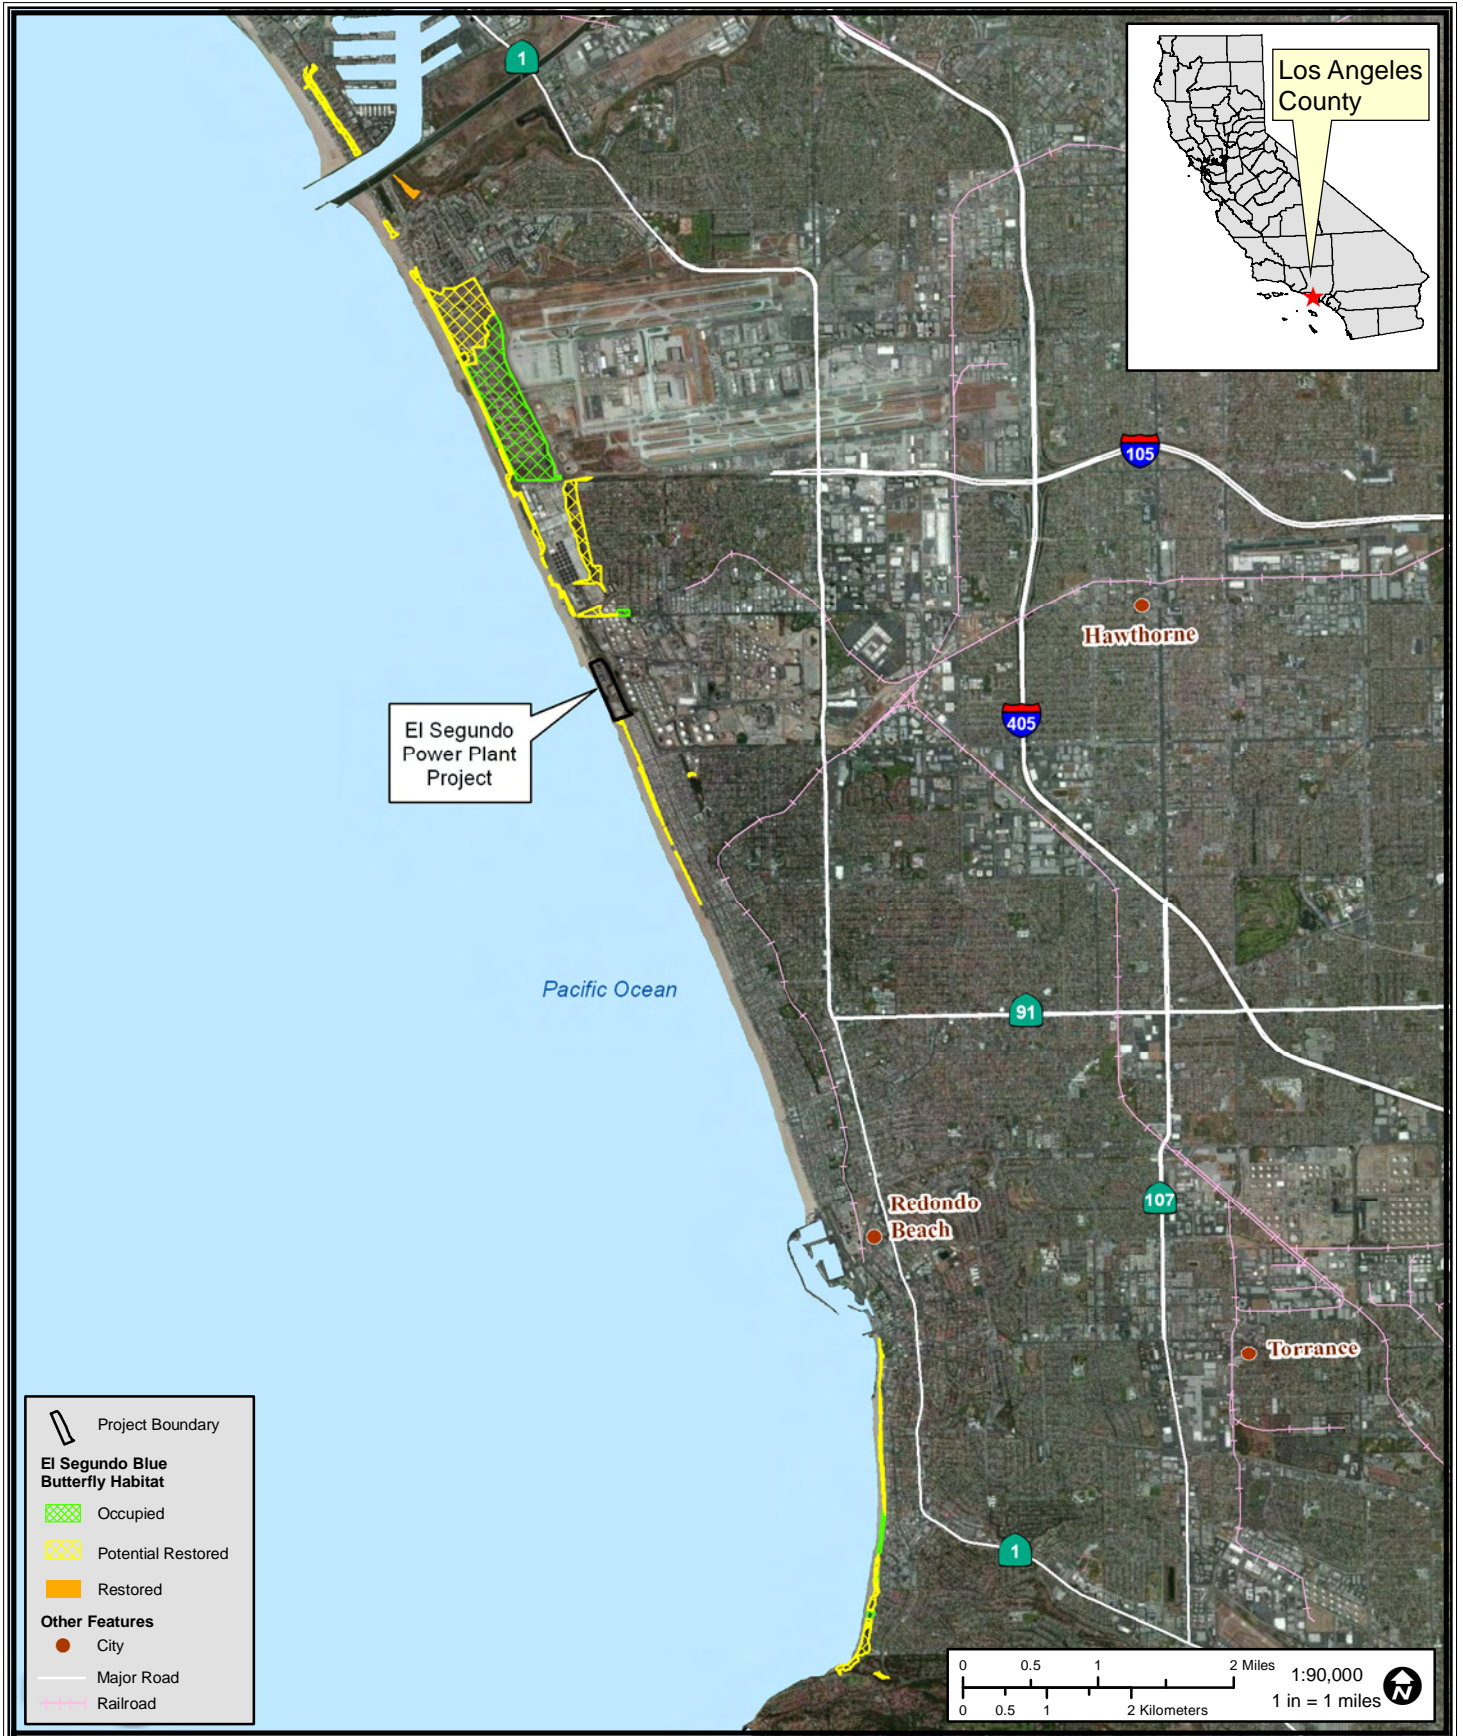 1
Los Angeles
County
105
Hawthorne
405
El Segundo
Power Plant
Project
Pacific Ocean
91
Redondo
Beach
107
Torrance
1
Project Boundary
El Segundo Blue
Butterfly Habitat
Occupied
Potential Restored
Restored
Other Features
City
Major Road
Railroad
0 0.5 1 2 Miles
0 0.5 1 2 Kilometers
1:90,000
1 in = 1 miles
N